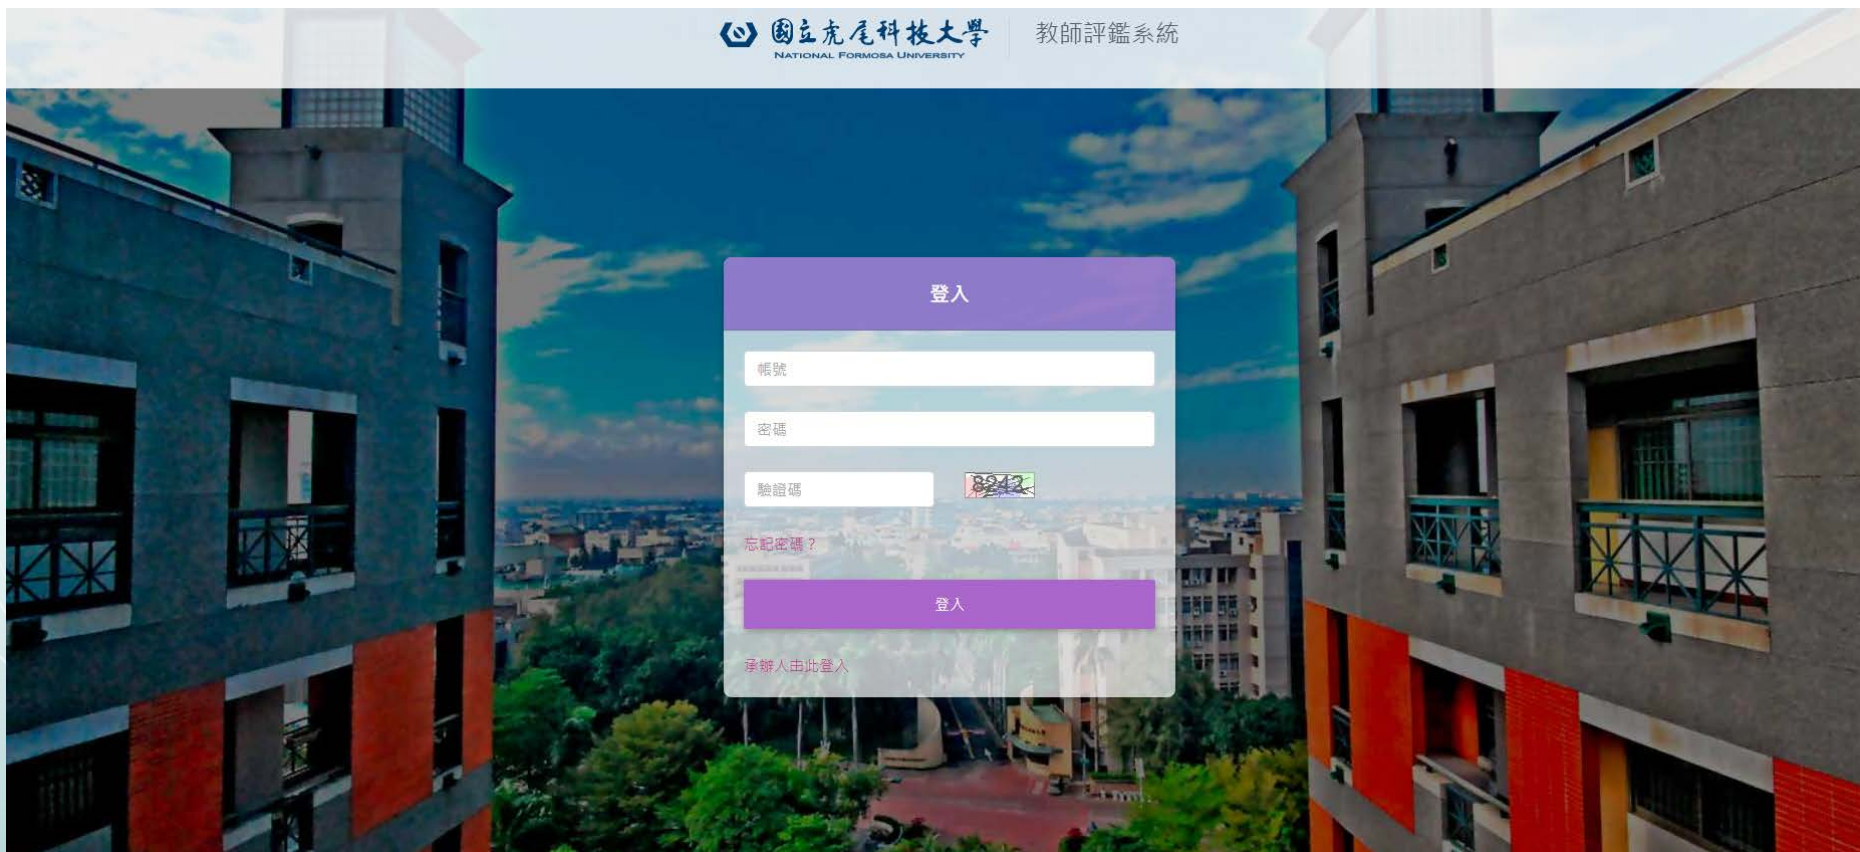 國立虎尾科技大學
NATIONAL FORMOSA UNIVERSITY
教師評鑑系統
登入
帳號
密碼
驗證碼
8242
忘記密碼？
登入
承辦人由此登入